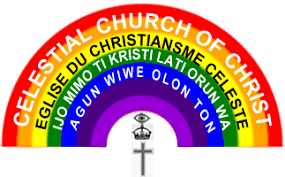 CELESTIAL CHURCH OF CHRIST
EGLISE DU CHRISTIANSME CELESTE
IJO MIMO TI KRISTI LATI ORUN WA
AGUN WIWE OLON TON